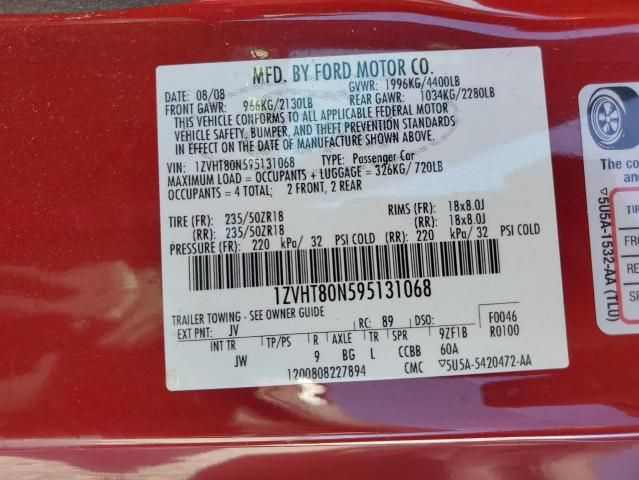 MFD. BY FORD MOTOR CO.
DATE: 08/08 GVWR: 1996KG/4400LB
FRONT GAWR: 966KG/2130LB REAR GAWR: 1034KG/2280LB
THIS VEHICLE CONFORMS TO ALL APPLICABLE FEDERAL MOTOR
VEHICLE SAFETY, BUMPER, AND THEFT PREVENTION STANDARDS
IN EFFECT ON THE DATE OF MANUFACTURE SHOWN ABOVE.
VIN: 1ZVHT80N595131068 TYPE: Passenger Car
MAXIMUM LOAD = OCCUPANTS + LUGGAGE = 326KG/720LB
OCCUPANTS = 4 TOTAL; 2 FRONT, 2 REAR
TIRE (FR): 235/50ZR18 RIMS (FR): 18x8.0J
(RR): 235/50ZR18 (RR): 18x8.0J
PRESSURE (FR): 220 kPa/ 32 PSI COLD (RR): 220 kPa/ 32 PSI COLD
1ZVHT80N595131068
TRAILER TOWING - SEE OWNER GUIDE
EXT PNT: JV RC: 89 DSO: F0046
INT TR TP/PS R AXLE TR SPR 9ZF1B R0100
JW 9 BG L CCBB 60A
1200808227894 CMC ▽5U5A-5420472-AA
The co
and
▽5U5A-1532-AA (TL0)
TIR
FRO
RE
SP